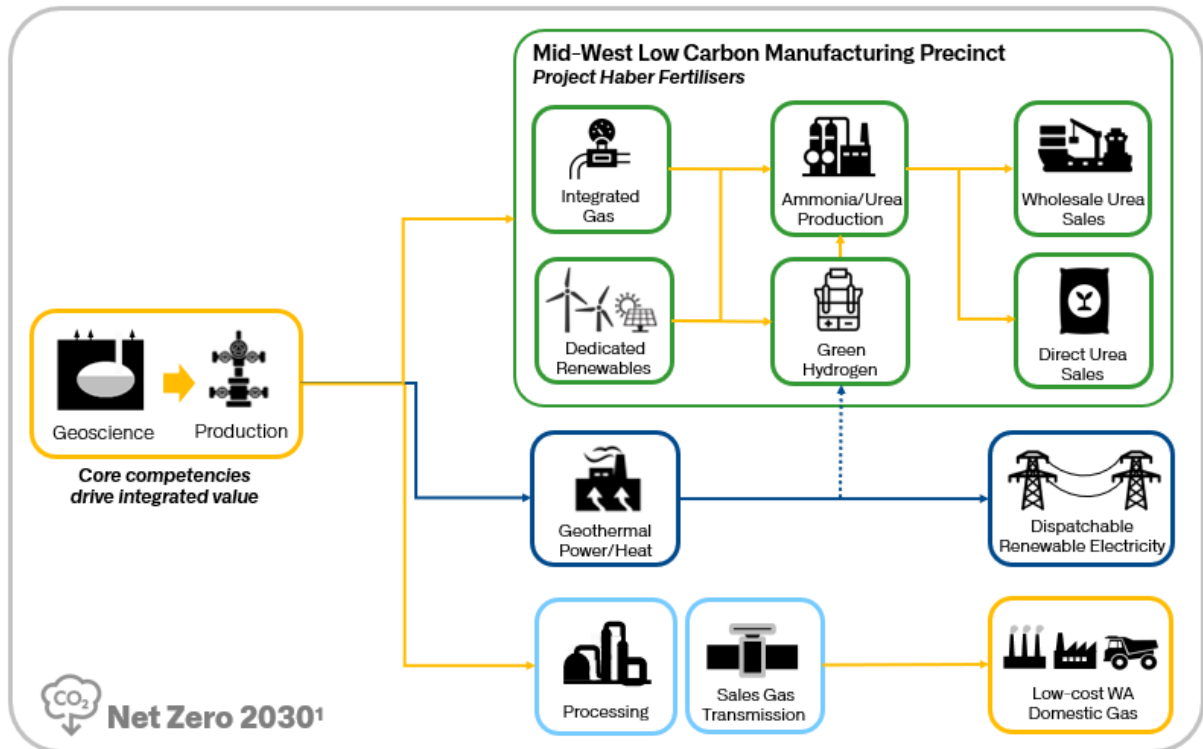 Mid-West Low Carbon Manufacturing Precinct
Project Haber Fertilisers
Integrated
Gas
Ammonia/Urea
Production
Wholesale Urea
Sales
Dedicated
Renewables
Green
Hydrogen
Direct Urea
Sales
Geoscience
Production
Core competencies
drive integrated value
Geothermal
Power/Heat
Dispatchable
Renewable Electricity
Processing
Sales Gas
Transmission
Low-cost WA
Domestic Gas
CO₂
Net Zero 2030¹